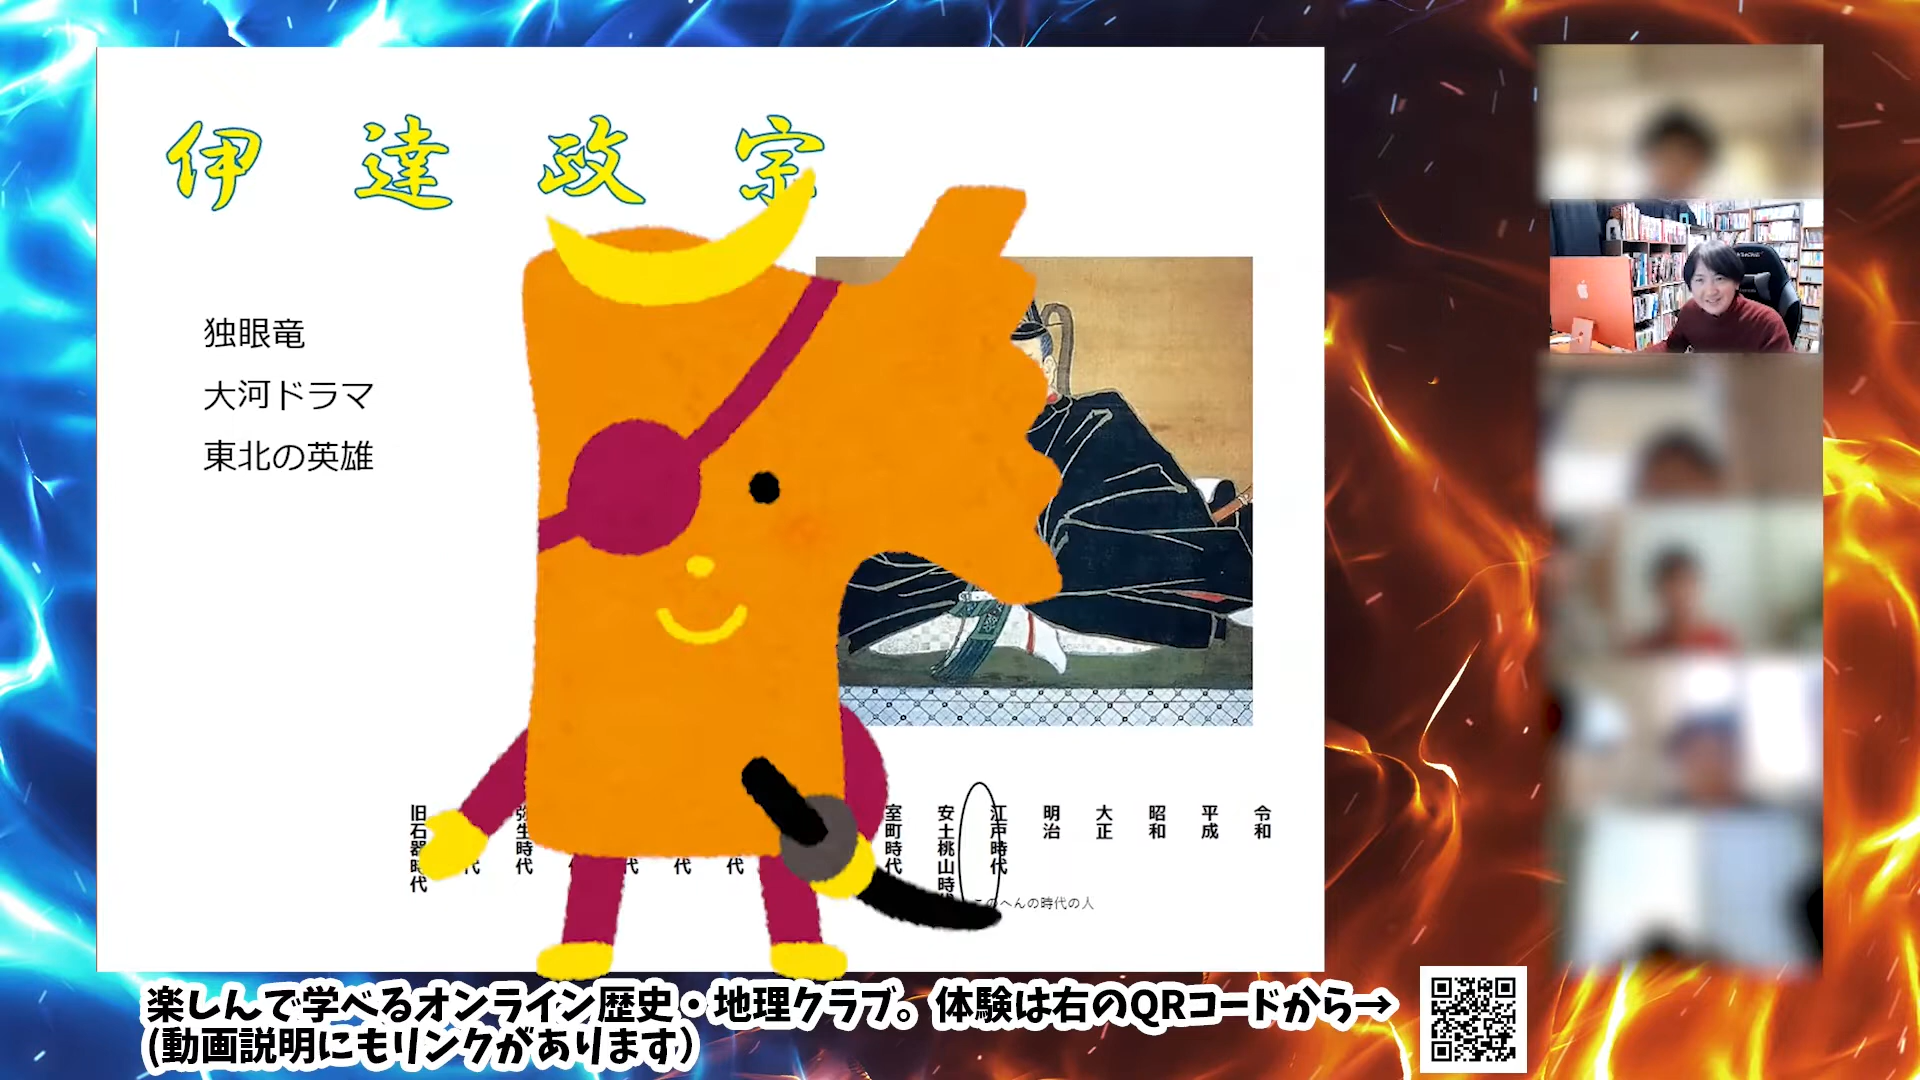 伊達政宗
独眼竜
大河ドラマ
東北の英雄
旧石器時代
代
弥生時代
代
代
代
室町時代
安土桃山時
江戸時代
明治
大正
昭和
平成
令和
このへんの時代の人
楽しんで学べるオンライン歴史・地理クラブ。体験は右のQRコードから→
(動画説明にもリンクがあります)